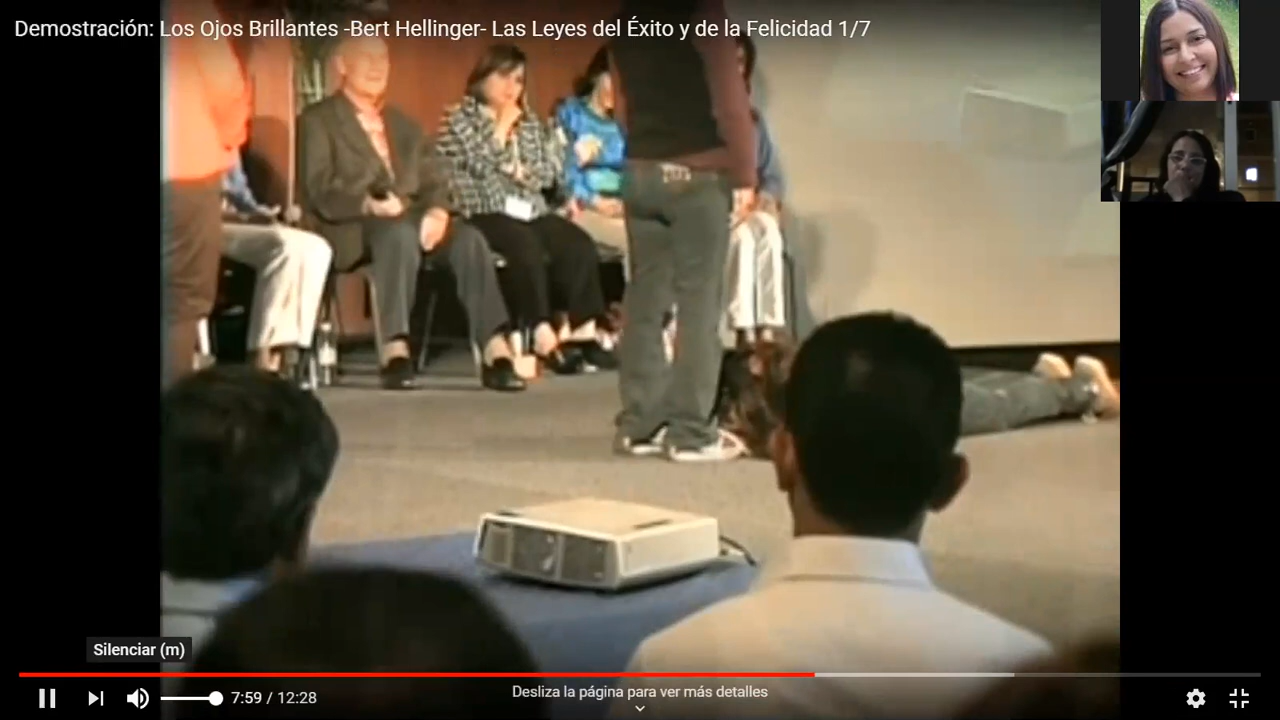 Demostración: Los Ojos Brillantes -Bert Hellinger- Las Leyes del Éxito y de la Felicidad 1/7
Silenciar (m)
7:59 / 12:28
Desliza la página para ver más detalles